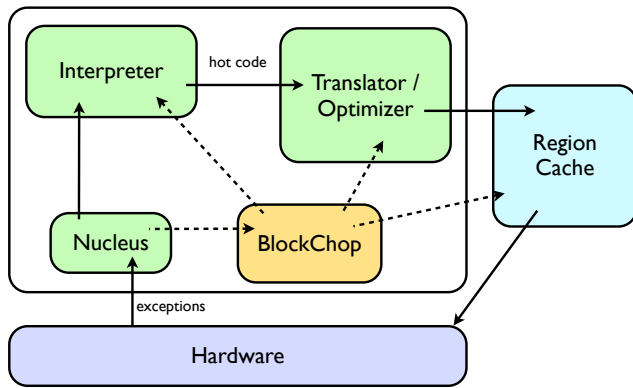 Interpreter
hot code
Translator /
Optimizer
Region
Cache
Nucleus
BlockChop
exceptions
Hardware